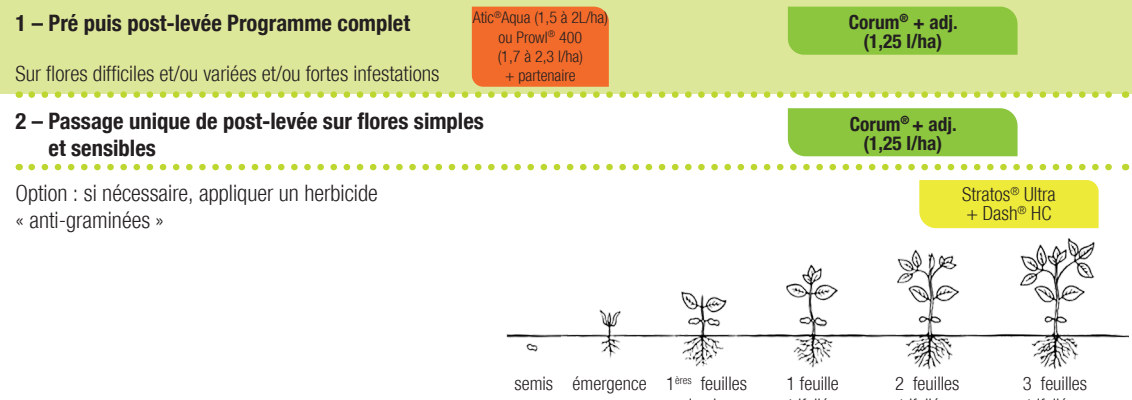 1 – Pré puis post-levée Programme complet
Sur flores difficiles et/ou variées et/ou fortes infestations
Atic®Aqua (1,5 à 2L/ha)
ou Prowl® 400
(1,7 à 2,3 l/ha)
+ partenaire
Corum® + adj.
(1,25 l/ha)
2 – Passage unique de post-levée sur flores simples
et sensibles
Corum® + adj.
(1,25 l/ha)
Option : si nécessaire, appliquer un herbicide
« anti-graminées »
Stratos® Ultra
+ Dash® HC
semis émergence 1ères feuilles 1 feuille 2 feuilles 3 feuilles